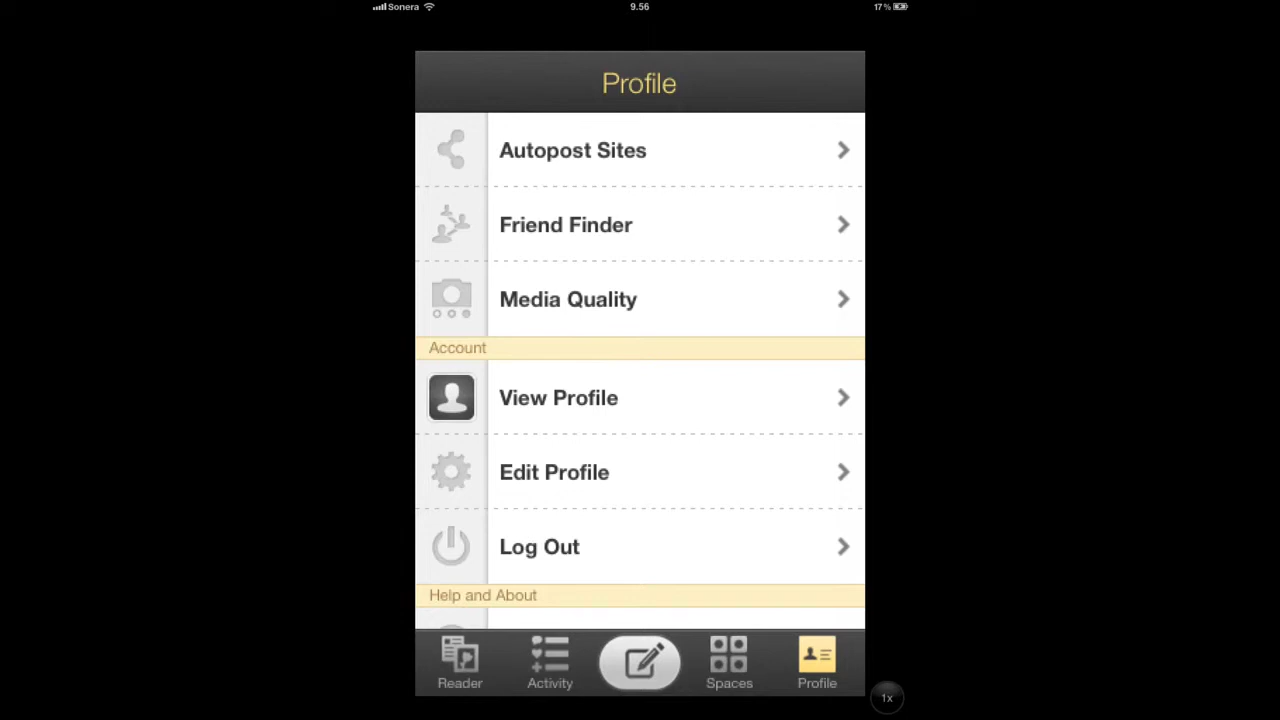 Sonera
9.56
17%
Profile
Autopost Sites
Friend Finder
Media Quality
Account
View Profile
Edit Profile
Log Out
Help and About
Reader
Activity
Spaces
Profile
1x